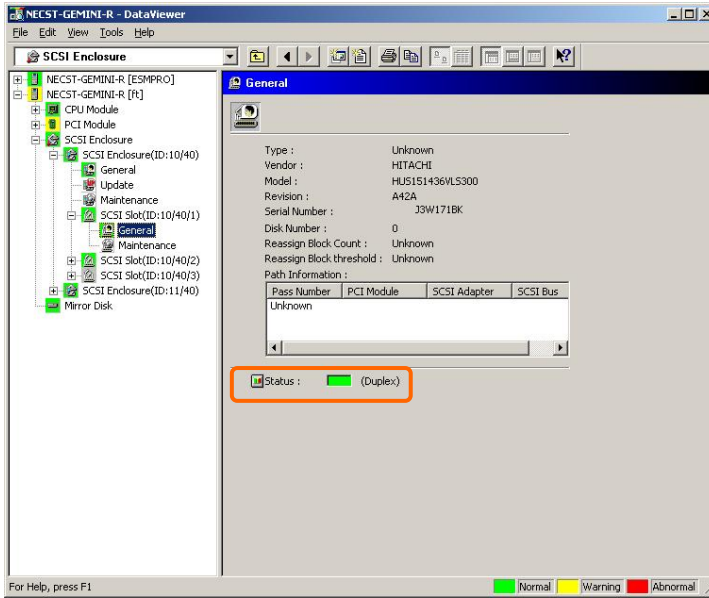 NECST-GEMINI-R - DataViewer
File Edit View Tools Help
SCSI Enclosure
NECST-GEMINI-R [ESMPRO]
NECST-GEMINI-R [ft]
CPU Module
PCI Module
SCSI Enclosure
SCSI Enclosure(ID:10/40)
General
Update
Maintenance
SCSI Slot(ID:10/40/1)
General
Maintenance
SCSI Slot(ID:10/40/2)
SCSI Slot(ID:10/40/3)
SCSI Enclosure(ID:11/40)
Mirror Disk
General
Type : Unknown
Vendor : HITACHI
Model : HUS151436VLS300
Revision : A42A
Serial Number : J3W171BK
Disk Number : 0
Reassign Block Count : Unknown
Reassign Block threshold : Unknown
Path Information :
Pass Number PCI Module SCSI Adapter SCSI Bus
Unknown
Status : (Duplex)
For Help, press F1
Normal Warning Abnormal